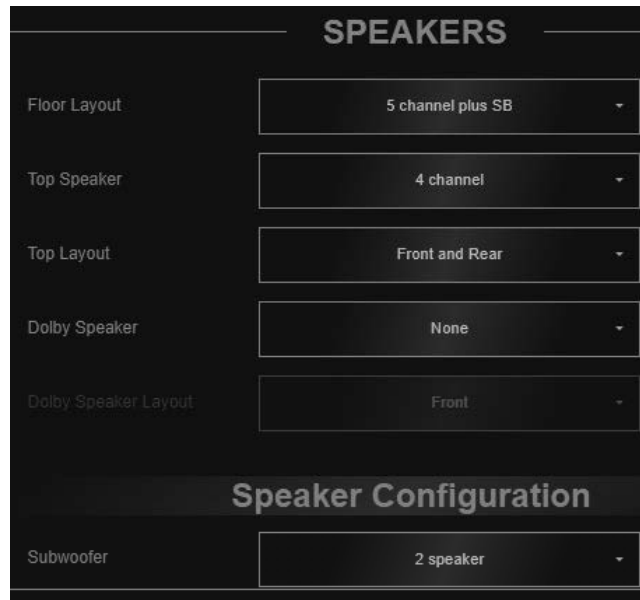 SPEAKERS
Floor Layout 5 channel plus SB
Top Speaker 4 channel
Top Layout Front and Rear
Dolby Speaker None
Dolby Speaker Layout Front
Speaker Configuration
Subwoofer 2 speaker